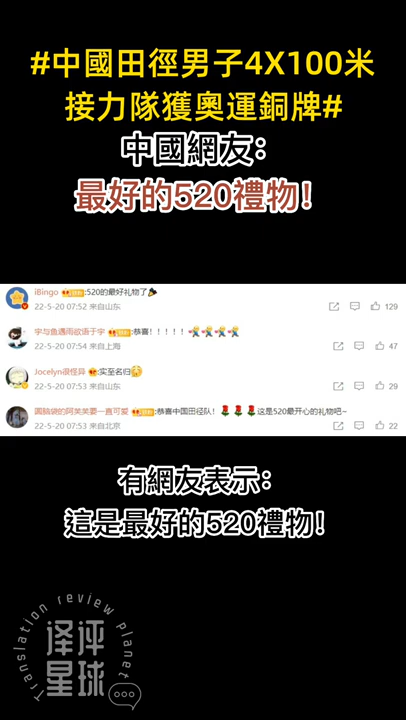 #中國田徑男子4X100米
接力隊獲奧運銅牌#
中國網友：
最好的520禮物！
iBingo :520的最好礼物了
22-5-20 07:52 来自山东 129
宇与鱼遇雨欲语于宇 :恭喜！！！！！
22-5-20 07:54 来自上海 47
Jocelyn很怪异 :实至名归
22-5-20 07:53 来自山东 29
圆脑袋的阿芙芙要一直可爱 :恭喜中国田径队！ 这是520最开心的礼物吧~
22-5-20 07:53 来自北京 22
有網友表示：
這是最好的520禮物！
Translation review planet
译评
星球